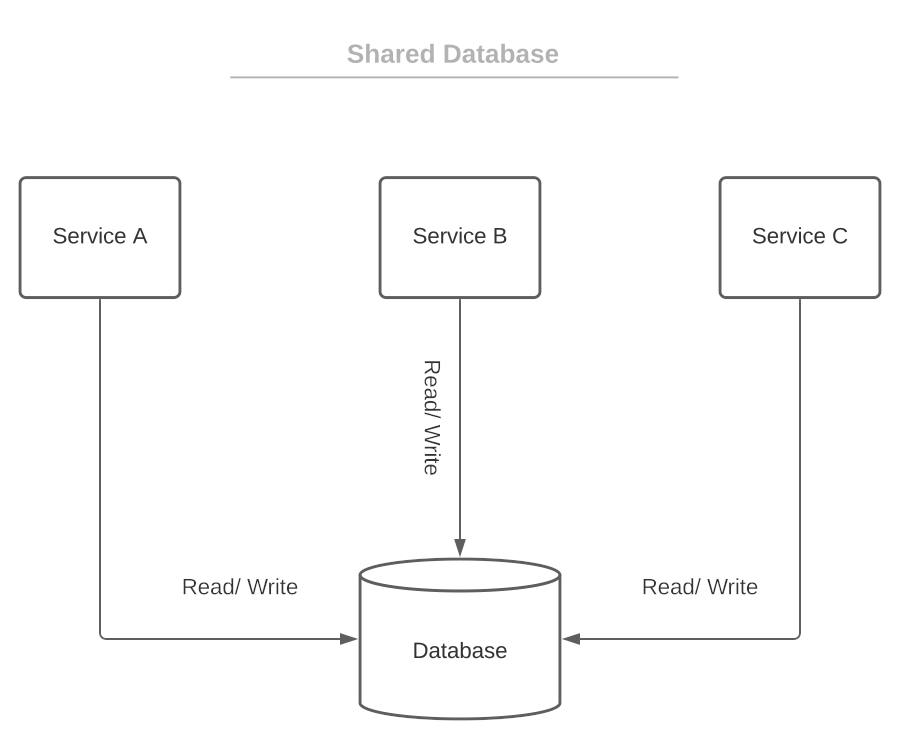 Shared Database
Service A
Service B
Service C
Read/ Write
Read/ Write
Read/ Write
Database